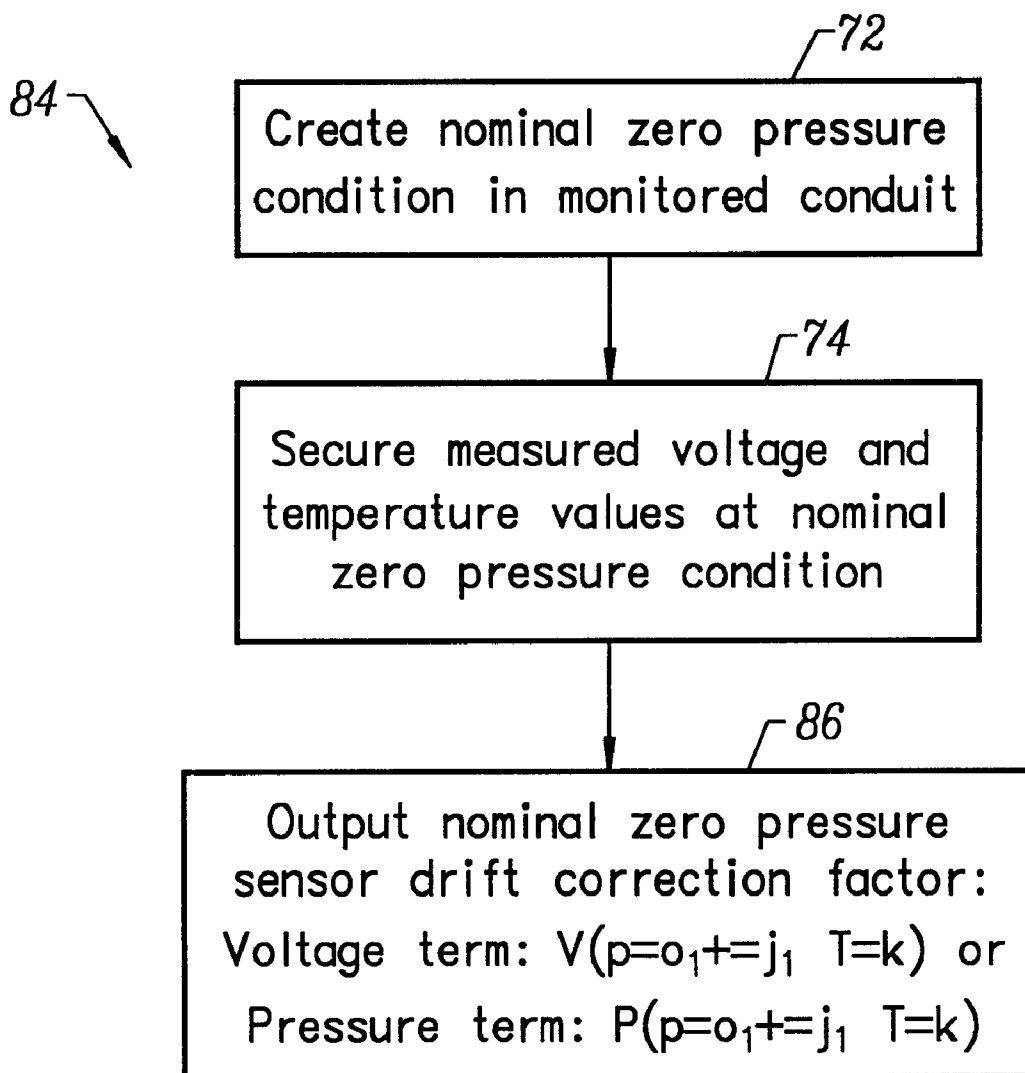 72
84
Create nominal zero pressure
condition in monitored conduit
74
Secure measured voltage and
temperature values at nominal
zero pressure condition
86
Output nominal zero pressure
sensor drift correction factor:
Voltage term: V(p=o₁+=j₁ T=k) or
Pressure term: P(p=o₁+=j₁ T=k)